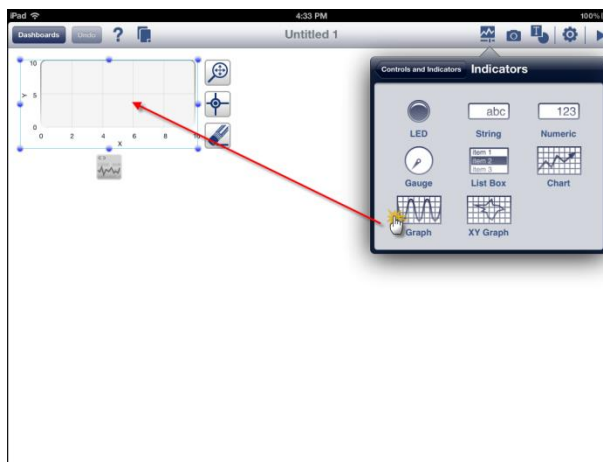 iPad 4:33 PM 100%
Dashboards Undo ? Untitled 1
Controls and Indicators Indicators
abc 123
LED String Numeric
Item 1
Item 2
Item 3
Gauge List Box Chart
Graph XY Graph
10
Y 5
0
0 2 4 6 8 10
X